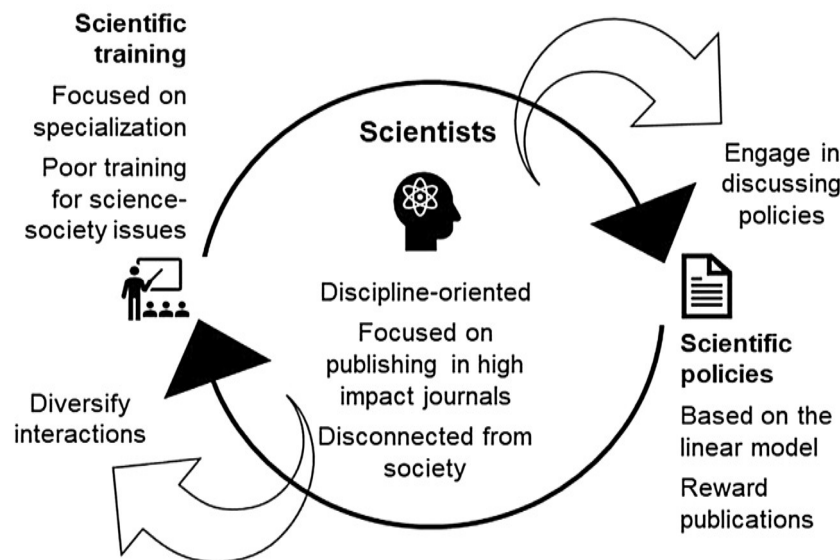 Scientific
training
Focused on
specialization
Poor training
for science-
society issues
Scientists
Discipline-oriented
Focused on
publishing in high
impact journals
Disconnected from
society
Engage in
discussing
policies
Scientific
policies
Based on the
linear model
Reward
publications
Diversify
interactions